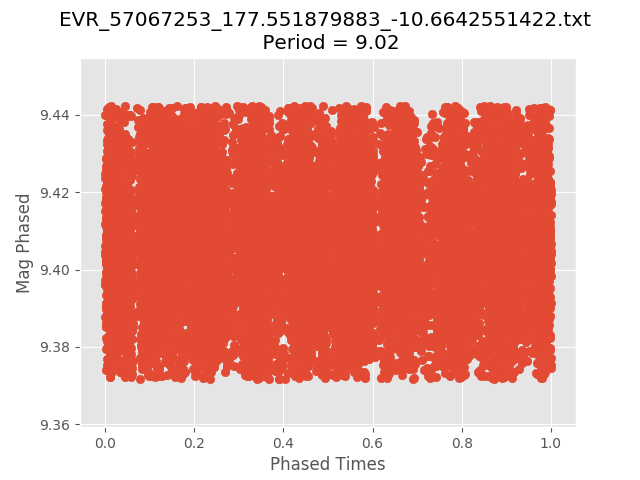 EVR_57067253_177.551879883_-10.6642551422.txt
Period = 9.02
9.44
9.42
9.40
9.38
9.36
Mag Phased
0.0 0.2 0.4 0.6 0.8 1.0
Phased Times